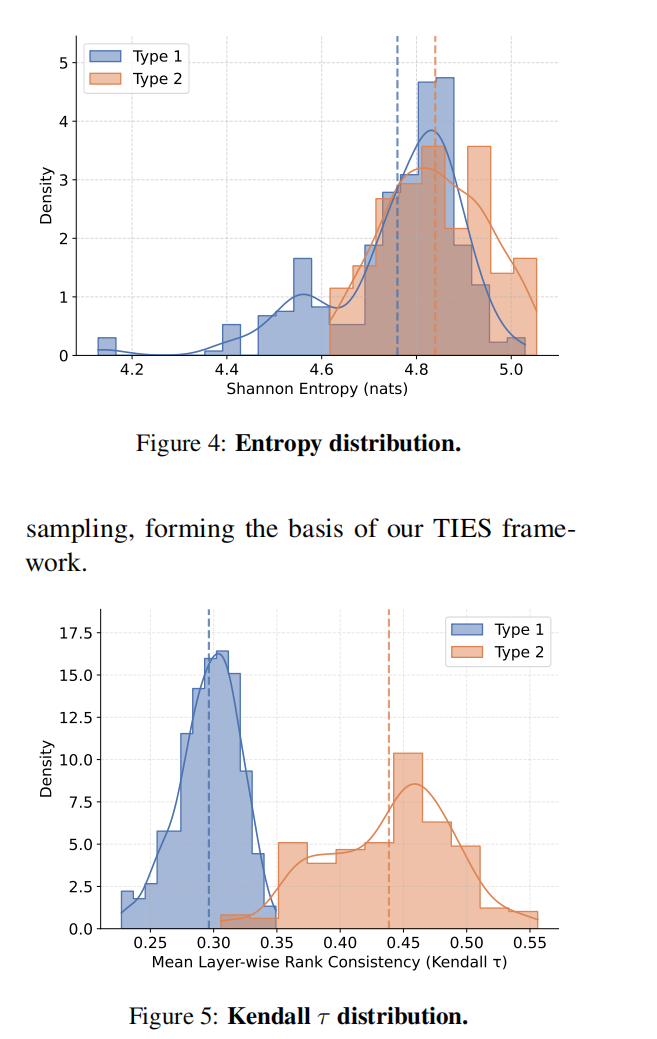 5
4
3
2
1
0
Density
Type 1
Type 2
4.2 4.4 4.6 4.8 5.0
Shannon Entropy (nats)
Figure 4: Entropy distribution.
sampling, forming the basis of our TIES frame-
work.
17.5
15.0
12.5
10.0
7.5
5.0
2.5
0.0
Density
Type 1
Type 2
0.25 0.30 0.35 0.40 0.45 0.50 0.55
Mean Layer-wise Rank Consistency (Kendall τ)
Figure 5: Kendall τ distribution.